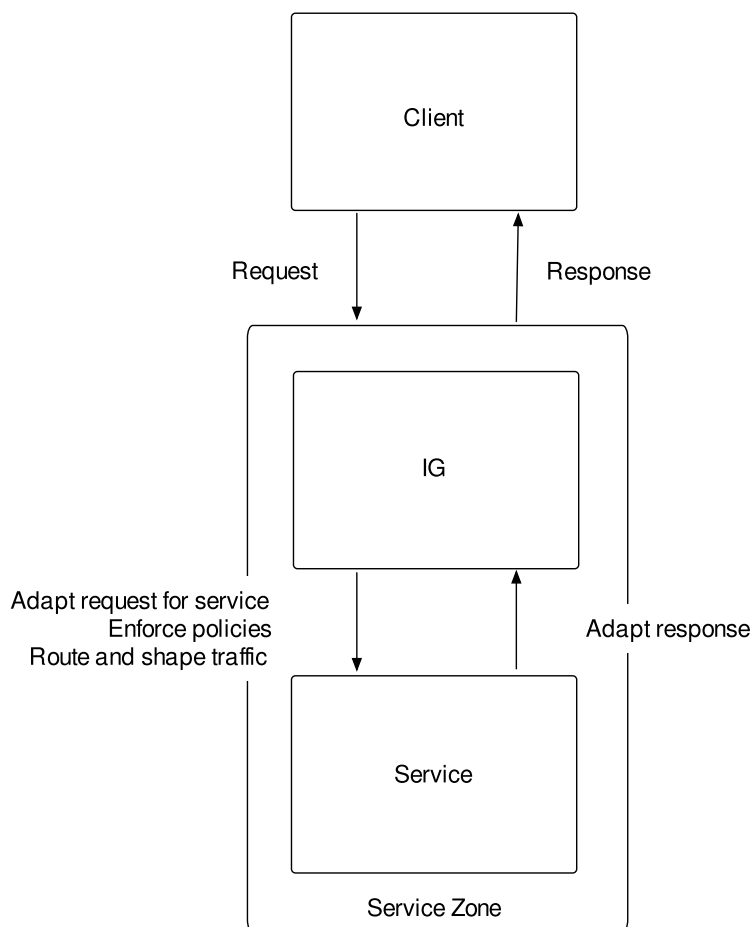 Client
Request
Response
IG
Adapt request for service
Enforce policies
Route and shape traffic
Adapt response
Service
Service Zone